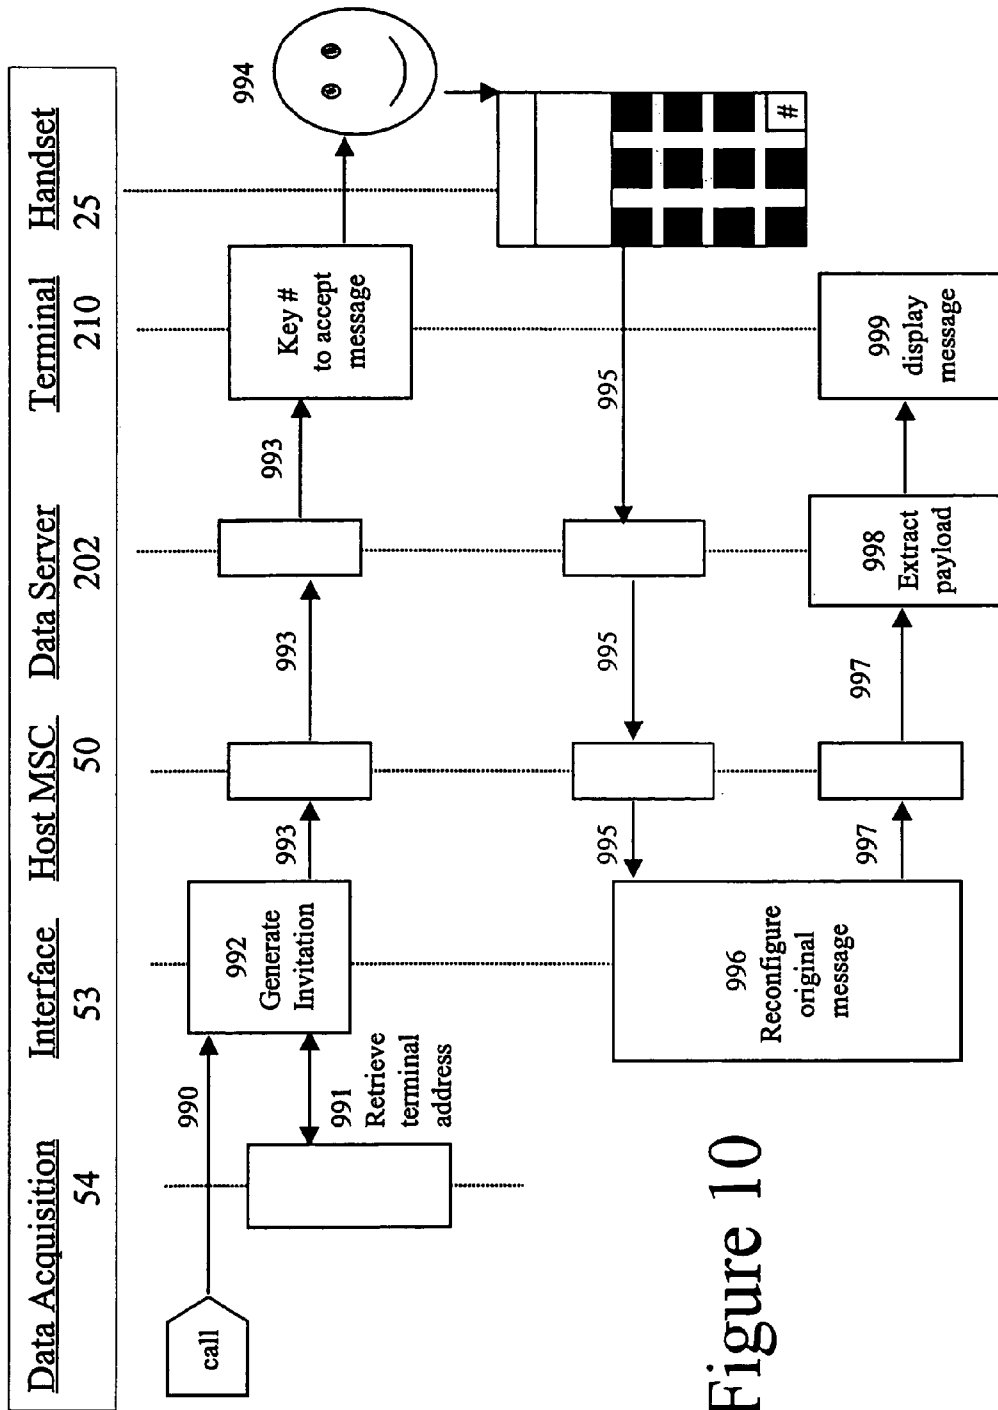 Data Acquisition Interface Host MSC Data Server Terminal Handset
54 53 50 202 210 25
call
990
991
Retrieve
terminal
address
992
Generate
Invitation
993
993
993
Key #
to accept
message
994
#
995
995
995
996
Reconfigure
original
message
997
997
998
Extract
payload
999
display
message
Figure 10